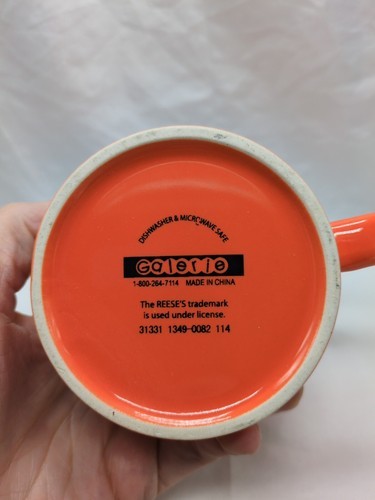 DISHWASHER & MICROWAVE SAFE
Galerie
1-800-264-7114 MADE IN CHINA
The REESE'S trademark
is used under license.
31331 1349-0082 114